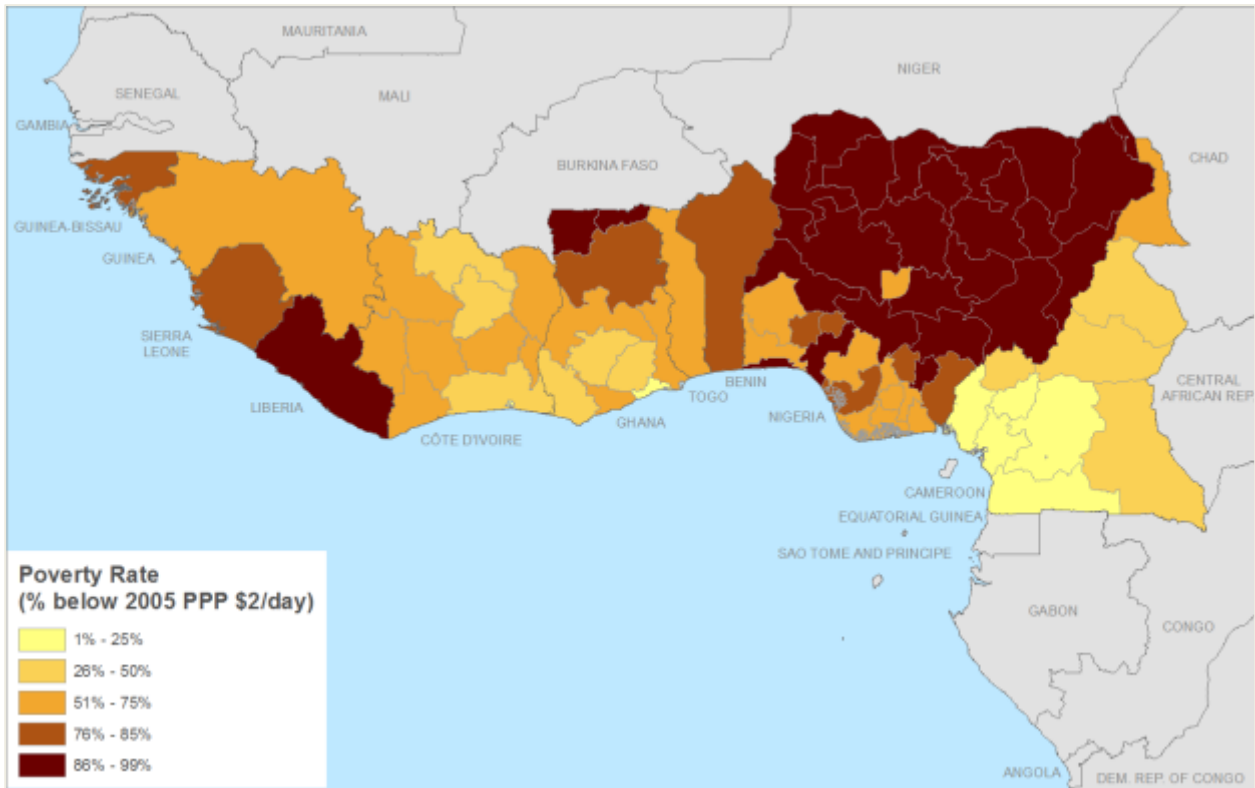 MAURITANIA
NIGER
SENEGAL
MALI
GAMBIA
CHAD
BURKINA FASO
GUINEA-BISSAU
GUINEA
SIERRA
LEONE
BENIN
CENTRAL
AFRICAN REP
LIBERIA
TOGO
GHANA
NIGERIA
CÔTE D'IVOIRE
CAMEROON
EQUATORIAL GUINEA
SAO TOME AND PRINCIPE
GABON
CONGO
ANGOLA
DEM. REP. OF CONGO
Poverty Rate
(% below 2005 PPP $2/day)
1% - 25%
26% - 50%
51% - 75%
76% - 85%
86% - 99%